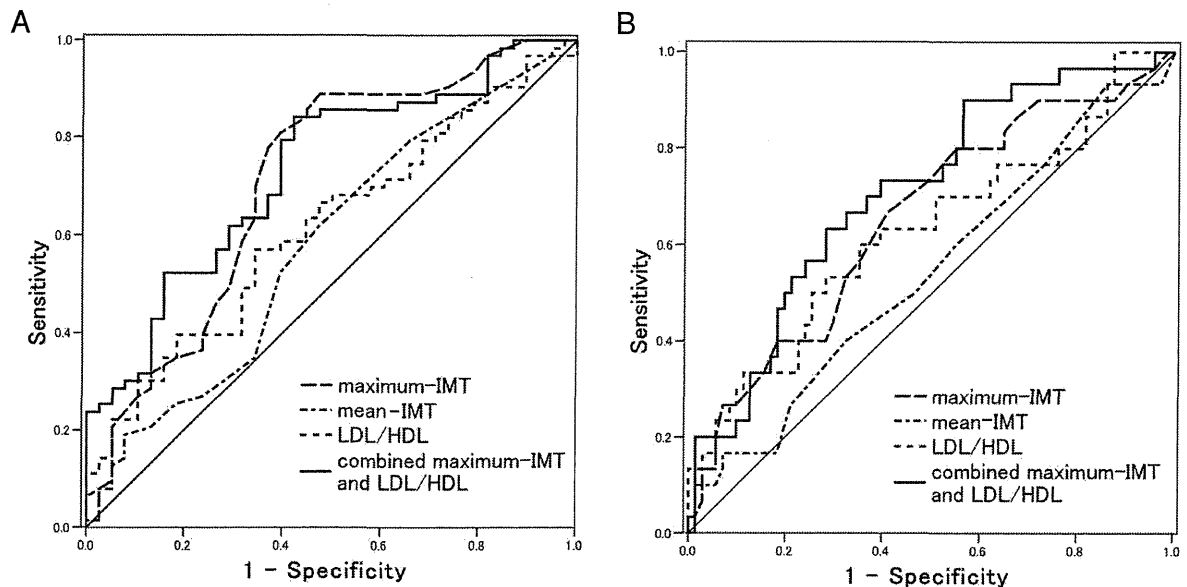 A
1.0
0.8
0.6
0.4
0.2
0.0
Sensitivity
maximum-IMT
mean-IMT
LDL/HDL
combined maximum-IMT
and LDL/HDL
0.0 0.2 0.4 0.6 0.8 1.0
1 - Specificity
B
1.0
0.8
0.6
0.4
0.2
0.0
Sensitivity
maximum-IMT
mean-IMT
LDL/HDL
combined maximum-IMT
and LDL/HDL
0.0 0.2 0.4 0.6 0.8 1.0
1 - Specificity